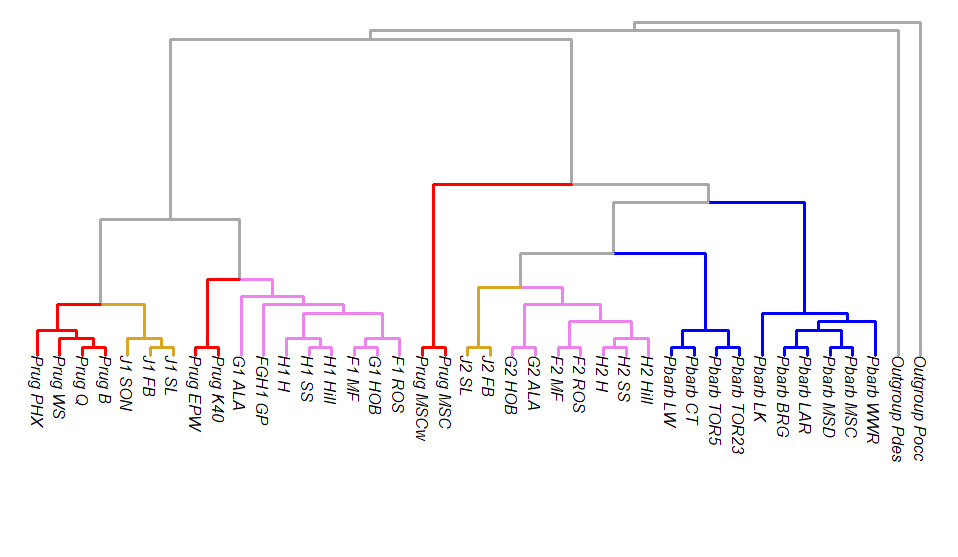 Prug PHX
Prug WS
Prug Q
Prug B
J1 SON
J1 FB
J1 SL
Prug EPW
Prug K40
G1 ALA
FGH1 GP
H1 H
H1 SS
H1 Hill
F1 MF
G1 HOB
F1 ROS
Prug MSCw
Prug MSC
J2 SL
J2 FB
G2 HOB
G2 ALA
F2 MF
F2 ROS
H2 H
H2 SS
H2 Hill
Pbarb LW
Pbarb CT
Pbarb TOR5
Pbarb TOR23
Pbarb LK
Pbarb BRG
Pbarb LAR
Pbarb MSD
Pbarb MSC
Pbarb WWR
Outgroup Pdes
Outgroup Pocc